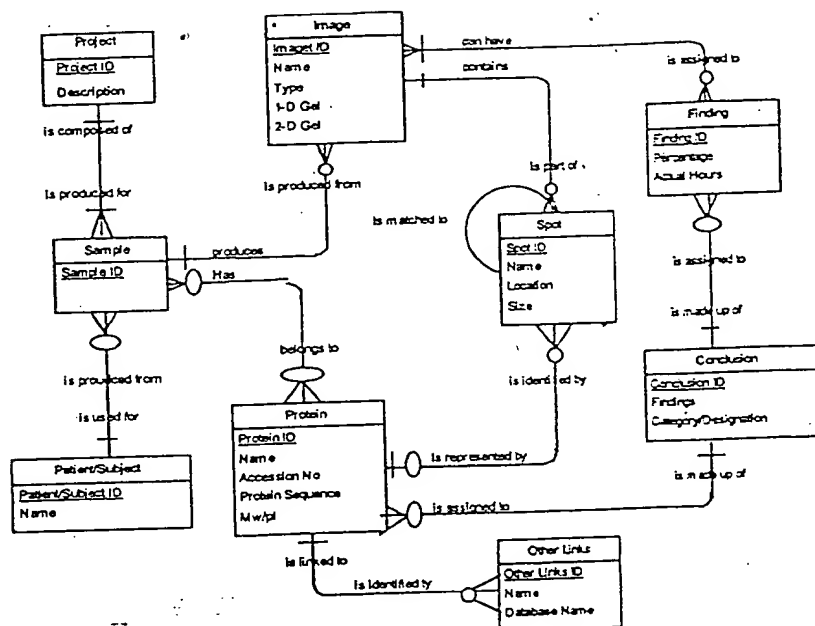 Image
Image ID
Name
Type
1-D Gel
2-D Gel
Project
Project ID
Description
is composed of
is produced for
Sample
Sample ID
produces
Has
is produced from
can have
contains
is assigned to
Finding
Finding ID
Percentage
Actual Hours
is part of
is matched to
Spot
Spot ID
Name
Location
Size
is assigned to
is made up of
Conclusion
Conclusion ID
Findings
Category/Designation
belongs to
is identified by
is produced from
is used for
Patient/Subject
Patient/Subject ID
Name
Protein
Protein ID
Name
Accession No
Protein Sequence
Mw/pI
is represented by
is assigned to
is made up of
is linked to
is identified by
Other Links
Other Links ID
Name
Database Name